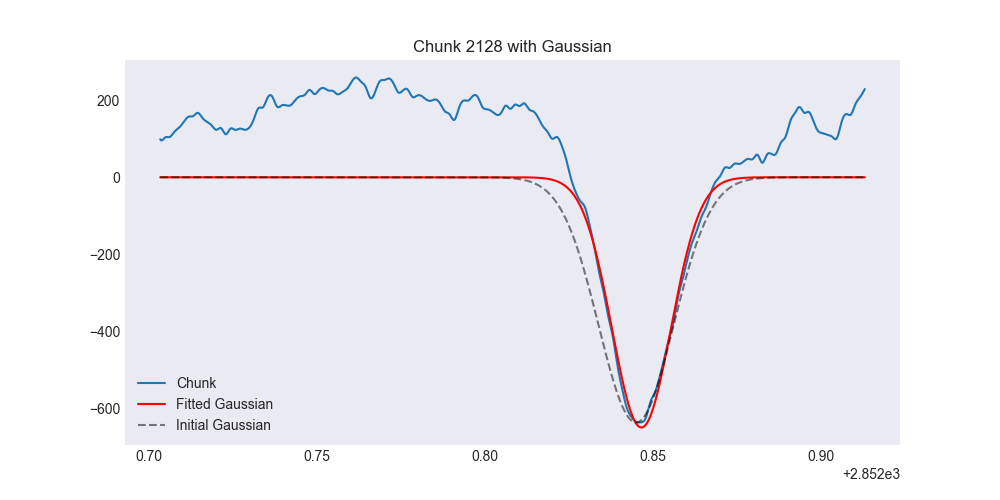 Chunk 2128 with Gaussian
200
0
−200
−400
−600
Chunk
Fitted Gaussian
Initial Gaussian
0.70
0.75
0.80
0.85
0.90
+2.852e3